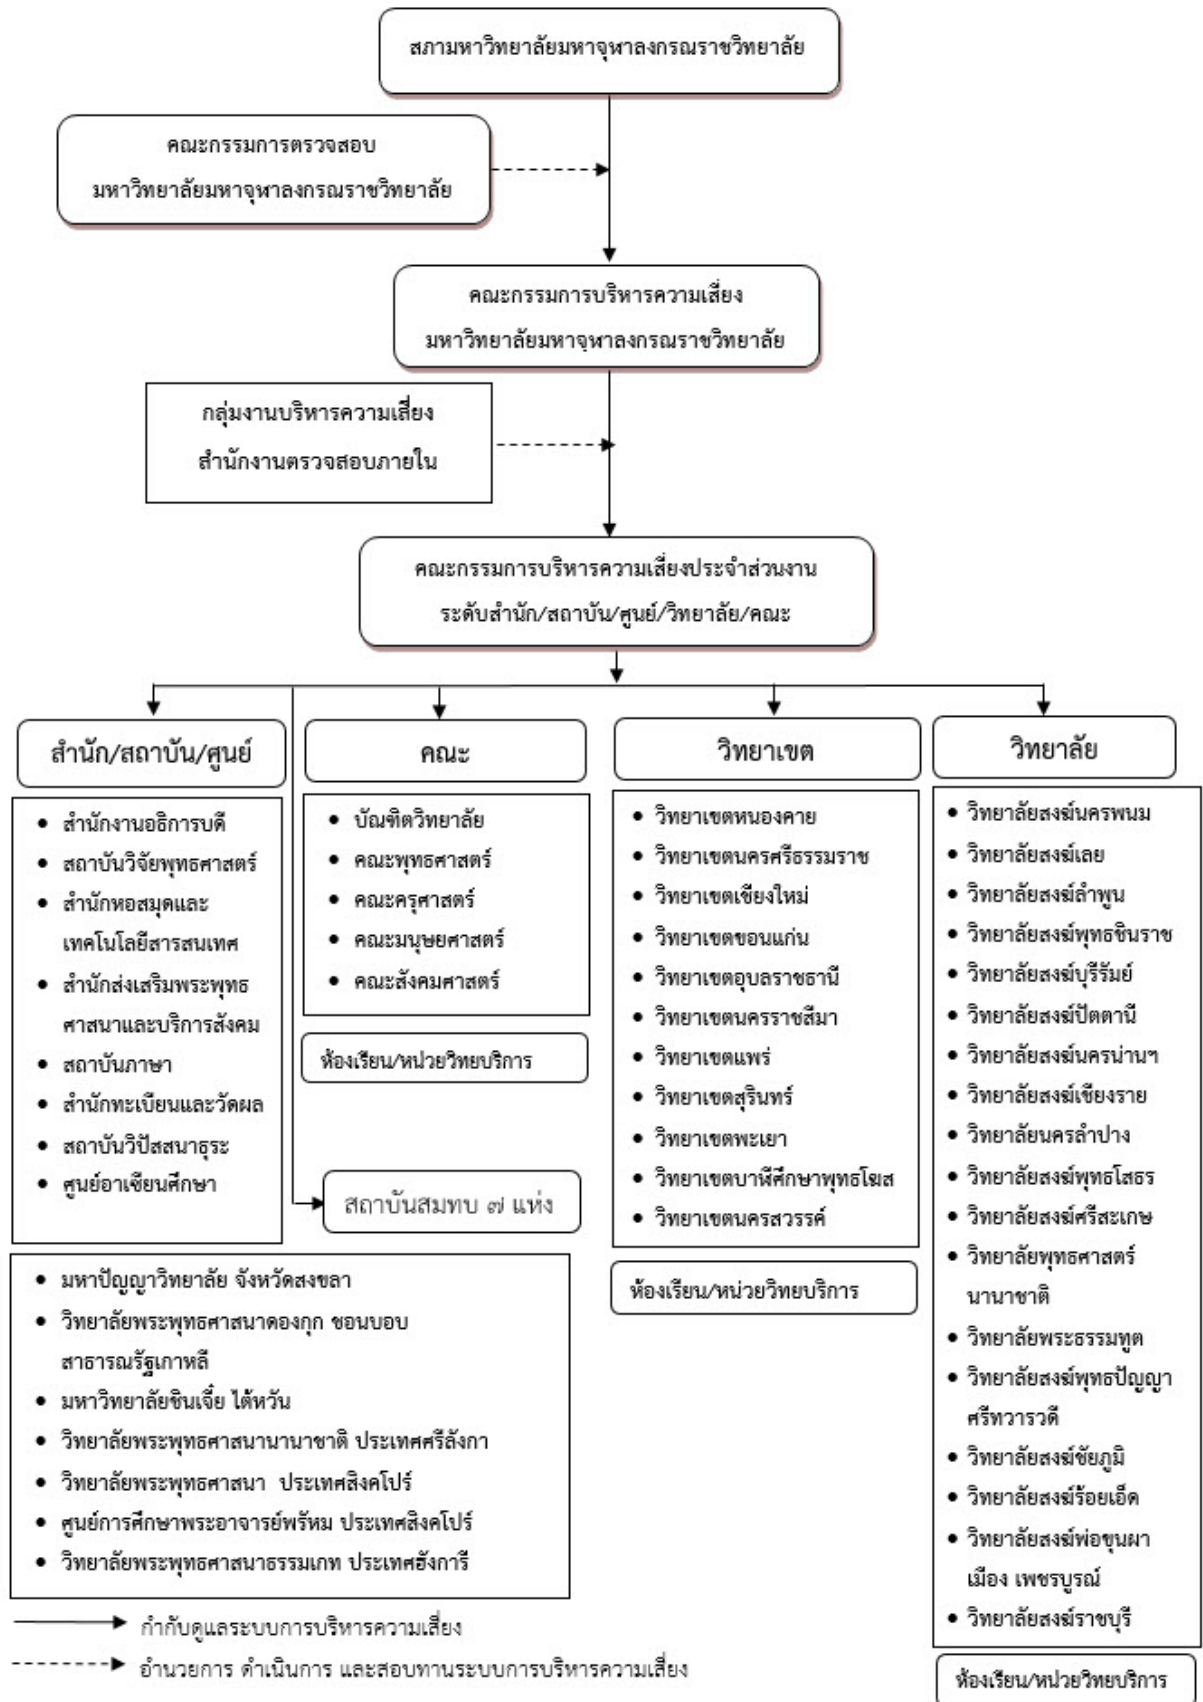 สภามหาวิทยาลัยมหาจุฬาลงกรณราชวิทยาลัย
คณะกรรมการตรวจสอบ
มหาวิทยาลัยมหาจุฬาลงกรณราชวิทยาลัย
คณะกรรมการบริหารความเสี่ยง
มหาวิทยาลัยมหาจุฬาลงกรณราชวิทยาลัย
กลุ่มงานบริหารความเสี่ยง
สำนักงานตรวจสอบภายใน
คณะกรรมการบริหารความเสี่ยงประจำส่วนงาน
ระดับสำนัก/สถาบัน/ศูนย์/วิทยาลัย/คณะ
สำนัก/สถาบัน/ศูนย์
• สำนักงานอธิการบดี
• สถาบันวิจัยพุทธศาสตร์
• สำนักหอสมุดและ
เทคโนโลยีสารสนเทศ
• สำนักส่งเสริมพระพุทธ
ศาสนาและบริการสังคม
• สถาบันภาษา
• สำนักทะเบียนและวัดผล
• สถาบันวิปัสสนาธุระ
• ศูนย์อาเซียนศึกษา
คณะ
• บัณฑิตวิทยาลัย
• คณะพุทธศาสตร์
• คณะครุศาสตร์
• คณะมนุษยศาสตร์
• คณะสังคมศาสตร์
ห้องเรียน/หน่วยวิทยบริการ
สถาบันสมทบ ๗ แห่ง
• มหาปัญญาวิทยาลัย จังหวัดสงขลา
• วิทยาลัยพระพุทธศาสนาดองกุก ชอนบอบ
สาธารณรัฐเกาหลี
• มหาวิทยาลัยชินเจี๋ย ไต้หวัน
• วิทยาลัยพระพุทธศาสนานานาชาติ ประเทศศรีลังกา
• วิทยาลัยพระพุทธศาสนา ประเทศสิงคโปร์
• ศูนย์การศึกษาพระอาจารย์พรัหม ประเทศสิงคโปร์
• วิทยาลัยพระพุทธศาสนาธรรมเกท ประเทศฮังการี
วิทยาเขต
• วิทยาเขตหนองคาย
• วิทยาเขตนครศรีธรรมราช
• วิทยาเขตเชียงใหม่
• วิทยาเขตขอนแก่น
• วิทยาเขตอุบลราชธานี
• วิทยาเขตนครราชสีมา
• วิทยาเขตแพร่
• วิทยาเขตสุรินทร์
• วิทยาเขตพะเยา
• วิทยาเขตบาฬีศึกษาพุทธโฆส
• วิทยาเขตนครสวรรค์
ห้องเรียน/หน่วยวิทยบริการ
วิทยาลัย
• วิทยาลัยสงฆ์นครพนม
• วิทยาลัยสงฆ์เลย
• วิทยาลัยสงฆ์ลำพูน
• วิทยาลัยสงฆ์พุทธชินราช
• วิทยาลัยสงฆ์บุรีรัมย์
• วิทยาลัยสงฆ์ปัตตานี
• วิทยาลัยสงฆ์นครน่านฯ
• วิทยาลัยสงฆ์เชียงราย
• วิทยาลัยนครลำปาง
• วิทยาลัยสงฆ์พุทธโสธร
• วิทยาลัยสงฆ์ศรีสะเกษ
• วิทยาลัยพุทธศาสตร์
นานาชาติ
• วิทยาลัยพระธรรมทูต
• วิทยาลัยสงฆ์พุทธปัญญา
ศรีทวารวดี
• วิทยาลัยสงฆ์ชัยภูมิ
• วิทยาลัยสงฆ์ร้อยเอ็ด
• วิทยาลัยสงฆ์พ่อขุนผา
เมือง เพชรบูรณ์
• วิทยาลัยสงฆ์ราชบุรี
ห้องเรียน/หน่วยวิทยบริการ
กำกับดูแลระบบการบริหารความเสี่ยง
อำนวยการ ดำเนินการ และสอบทานระบบการบริหารความเสี่ยง